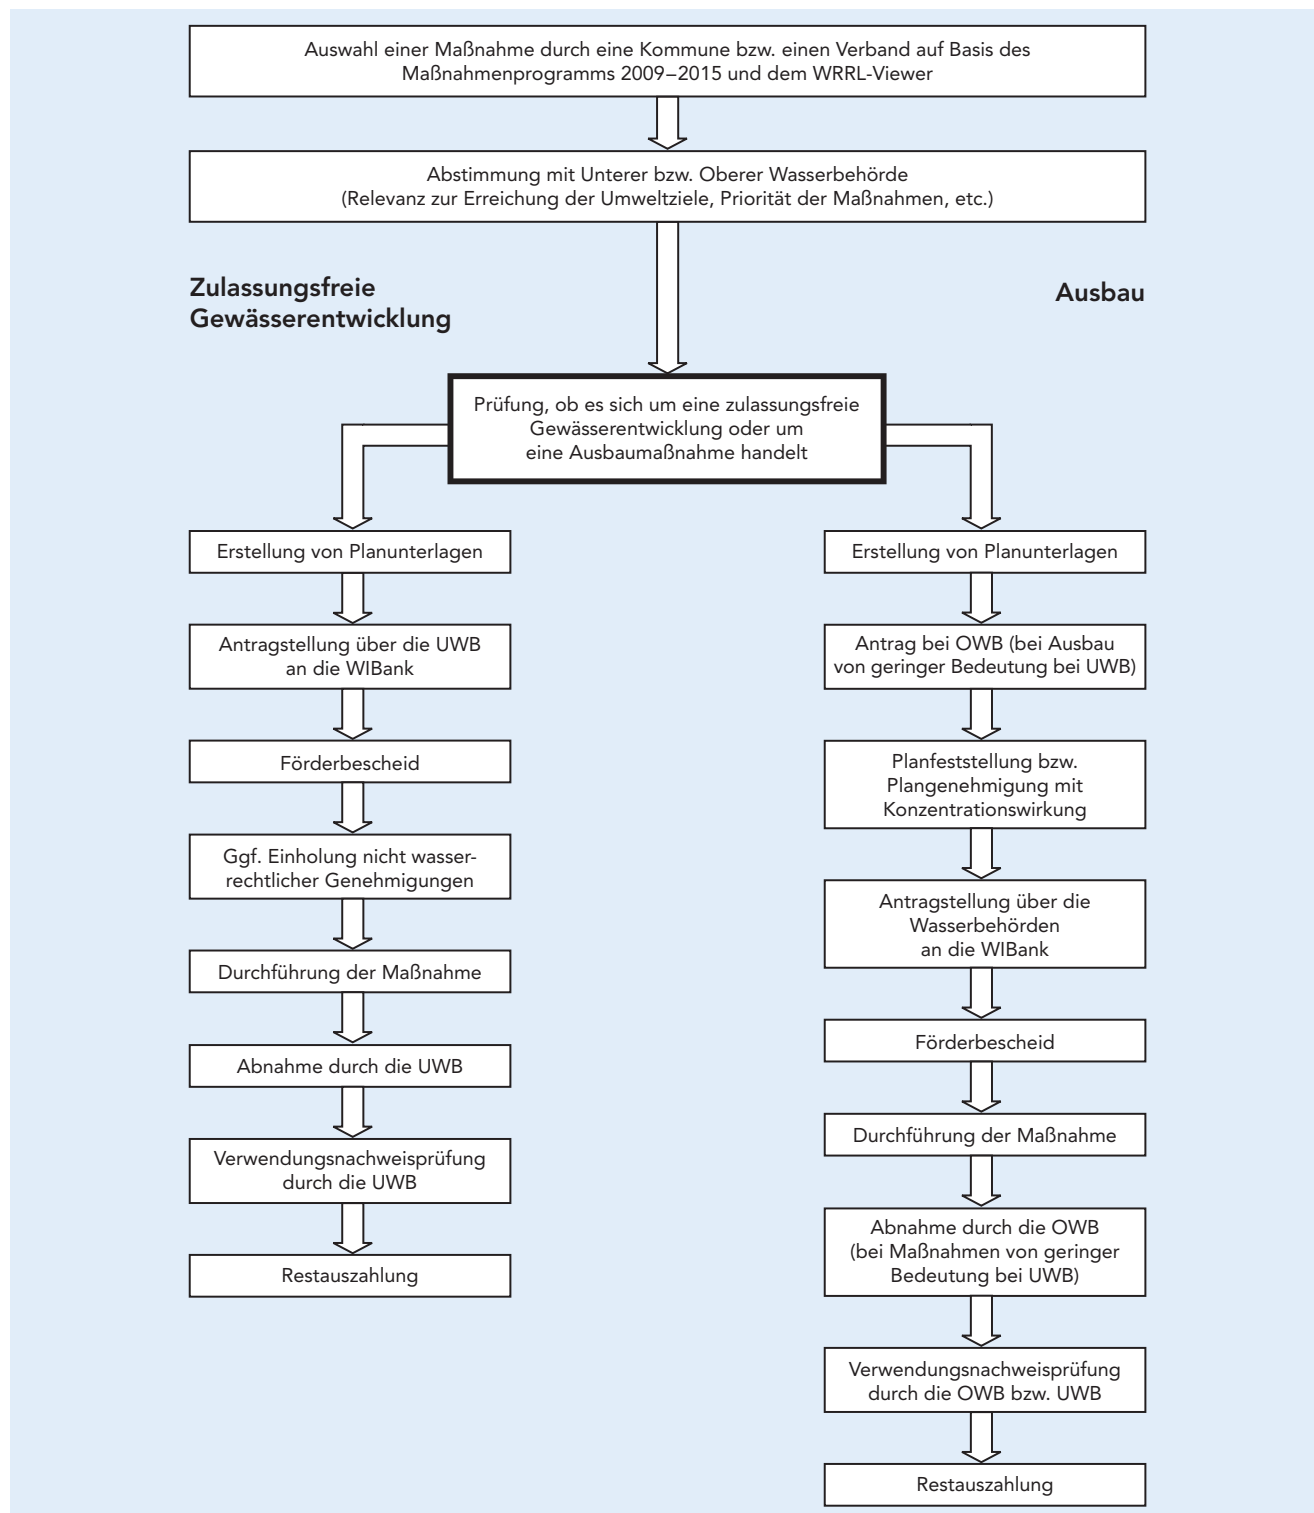 Auswahl einer Maßnahme durch eine Kommune bzw. einen Verband auf Basis des
Maßnahmenprogramms 2009–2015 und dem WRRL-Viewer
Abstimmung mit Unterer bzw. Oberer Wasserbehörde
(Relevanz zur Erreichung der Umweltziele, Priorität der Maßnahmen, etc.)
Zulassungsfreie
Gewässerentwicklung
Ausbau
Prüfung, ob es sich um eine zulassungsfreie
Gewässerentwicklung oder um
eine Ausbaumaßnahme handelt
Erstellung von Planunterlagen
Antragstellung über die UWB
an die WIBank
Förderbescheid
Ggf. Einholung nicht wasser-
rechtlicher Genehmigungen
Durchführung der Maßnahme
Abnahme durch die UWB
Verwendungsnachweisprüfung
durch die UWB
Restauszahlung
Erstellung von Planunterlagen
Antrag bei OWB (bei Ausbau
von geringer Bedeutung bei UWB)
Planfeststellung bzw.
Plangenehmigung mit
Konzentrationswirkung
Antragstellung über die
Wasserbehörden
an die WIBank
Förderbescheid
Durchführung der Maßnahme
Abnahme durch die OWB
(bei Maßnahmen von geringer
Bedeutung bei UWB)
Verwendungsnachweisprüfung
durch die OWB bzw. UWB
Restauszahlung